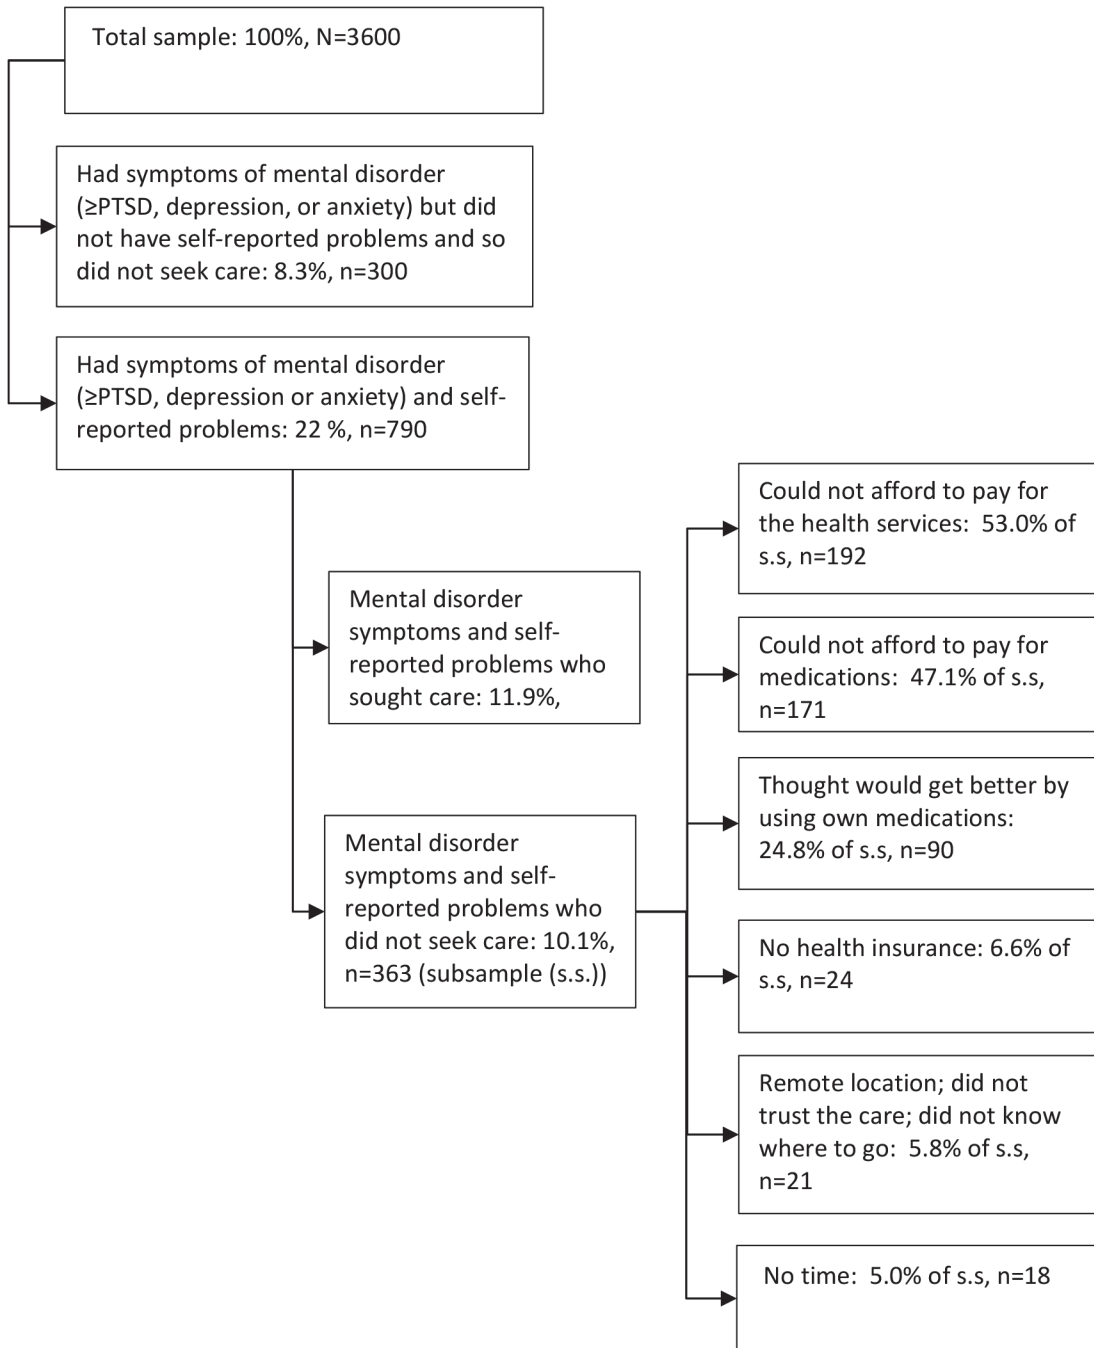 Total sample: 100%, N=3600
Had symptoms of mental disorder
(≥PTSD, depression, or anxiety) but did
not have self-reported problems and so
did not seek care: 8.3%, n=300
Had symptoms of mental disorder
(≥PTSD, depression or anxiety) and self-
reported problems: 22 %, n=790
Mental disorder
symptoms and self-
reported problems who
sought care: 11.9%,
Mental disorder
symptoms and self-
reported problems who
did not seek care: 10.1%,
n=363 (subsample (s.s.))
Could not afford to pay for
the health services:  53.0% of
s.s, n=192
Could not afford to pay for
medications:  47.1% of s.s,
n=171
Thought would get better by
using own medications:
24.8% of s.s, n=90
No health insurance: 6.6% of
s.s, n=24
Remote location; did not
trust the care; did not know
where to go:  5.8% of s.s,
n=21
No time:  5.0% of s.s, n=18